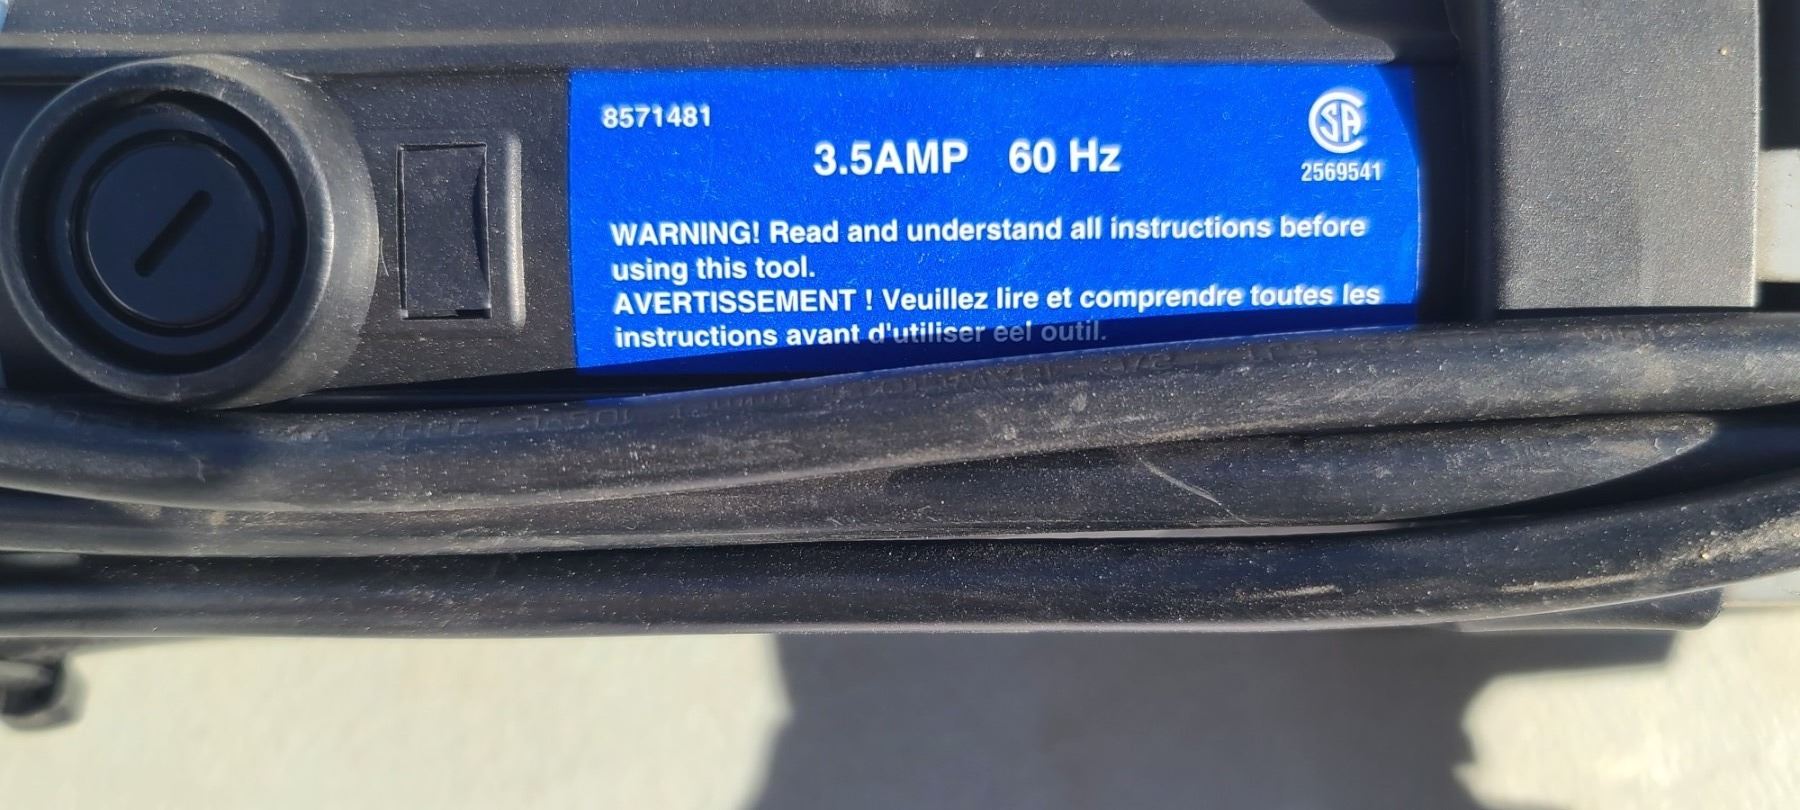 8571481
3.5AMP 60 Hz
SA
2569541
WARNING! Read and understand all instructions before
using this tool.
AVERTISSEMENT ! Veuillez lire et comprendre toutes les
instructions avant d'utiliser eel outil.